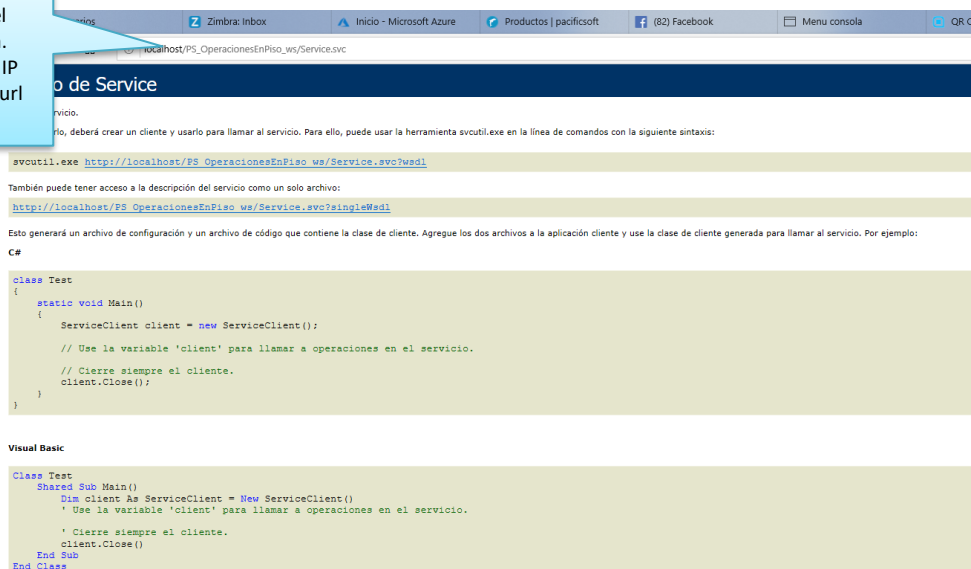 el
IP
url
Zimbra: Inbox
Inicio - Microsoft Azure
Productos | pacificsoft
(82) Facebook
Menu consola
localhost/PS_OperacionesEnPiso_ws/Service.svc
o de Service
rvicio.
rlo, deberá crear un cliente y usarlo para llamar al servicio. Para ello, puede usar la herramienta svcutil.exe en la línea de comandos con la siguiente sintaxis:
svcutil.exe http://localhost/PS_OperacionesEnPiso_ws/Service.svc?wsdl
También puede tener acceso a la descripción del servicio como un solo archivo:
http://localhost/PS_OperacionesEnPiso_ws/Service.svc?singleWsdl
Esto generará un archivo de configuración y un archivo de código que contiene la clase de cliente. Agregue los dos archivos a la aplicación cliente y use la clase de cliente generada para llamar al servicio. Por ejemplo:
C#
class Test
{
static void Main()
{
ServiceClient client = new ServiceClient();
// Use la variable 'client' para llamar a operaciones en el servicio.
// Cierre siempre el cliente.
client.Close();
}
}
Visual Basic
Class Test
Shared Sub Main()
Dim client As ServiceClient = New ServiceClient()
' Use la variable 'client' para llamar a operaciones en el servicio.
' Cierre siempre el cliente.
client.Close()
End Sub
End Class